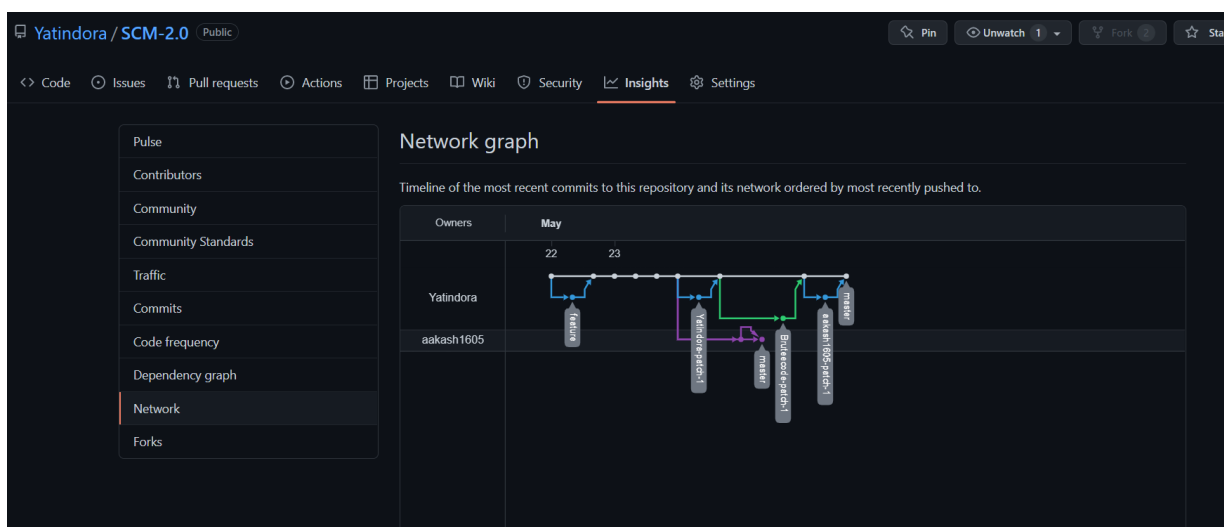 Yatindora / SCM-2.0 Public
Pin
Unwatch 1
Fork 2
Sta
<> Code
Issues
Pull requests
Actions
Projects
Wiki
Security
Insights
Settings
Pulse
Contributors
Community
Community Standards
Traffic
Commits
Code frequency
Dependency graph
Network
Forks
Network graph
Timeline of the most recent commits to this repository and its network ordered by most recently pushed to.
Owners
May
22
23
Yatindora
aakash1605
feature
Yatindora-patch-1
master
Bruteecode-patch-1
aakash1605-patch-1
master